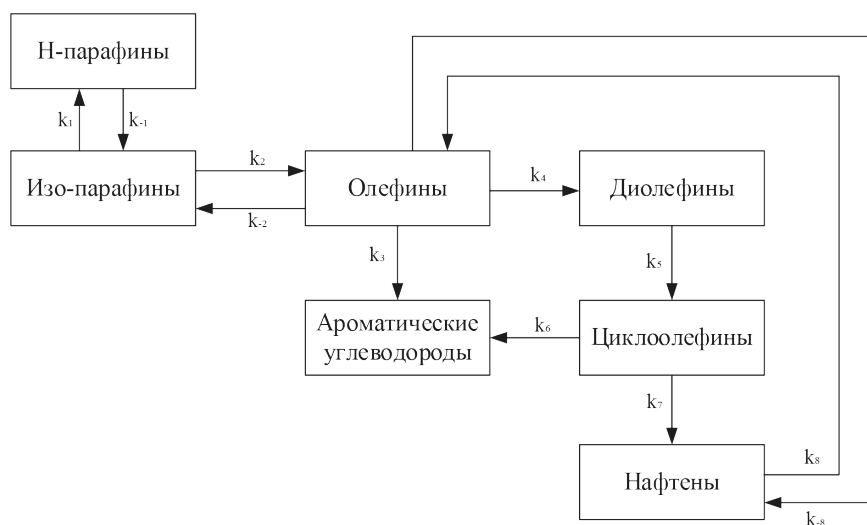 Н-парафины
k₁
k₋₁
Изо-парафины
k₂
k₋₂
Олефины
k₄
Диолефины
k₃
k₅
Ароматические
углеводороды
k₆
Циклоолефины
k₇
Нафтены
k₈
k₋₈